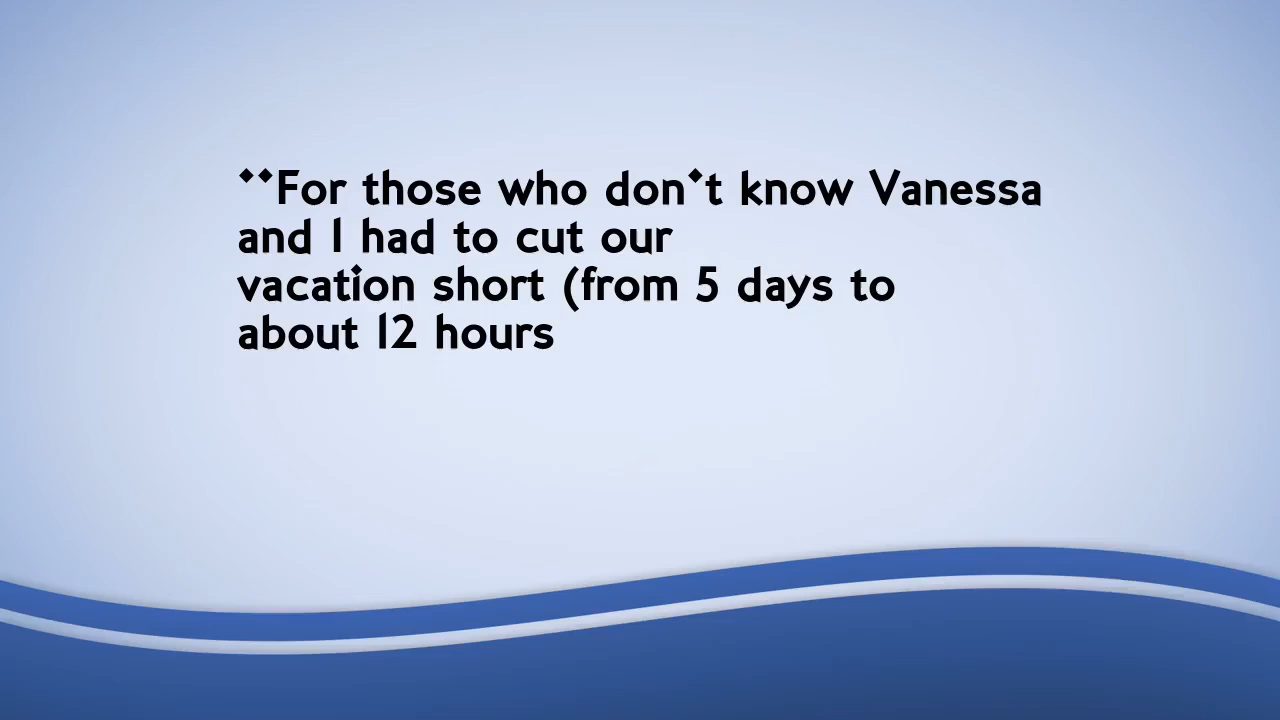 **For those who don't know Vanessa
and I had to cut our
vacation short (from 5 days to
about 12 hours